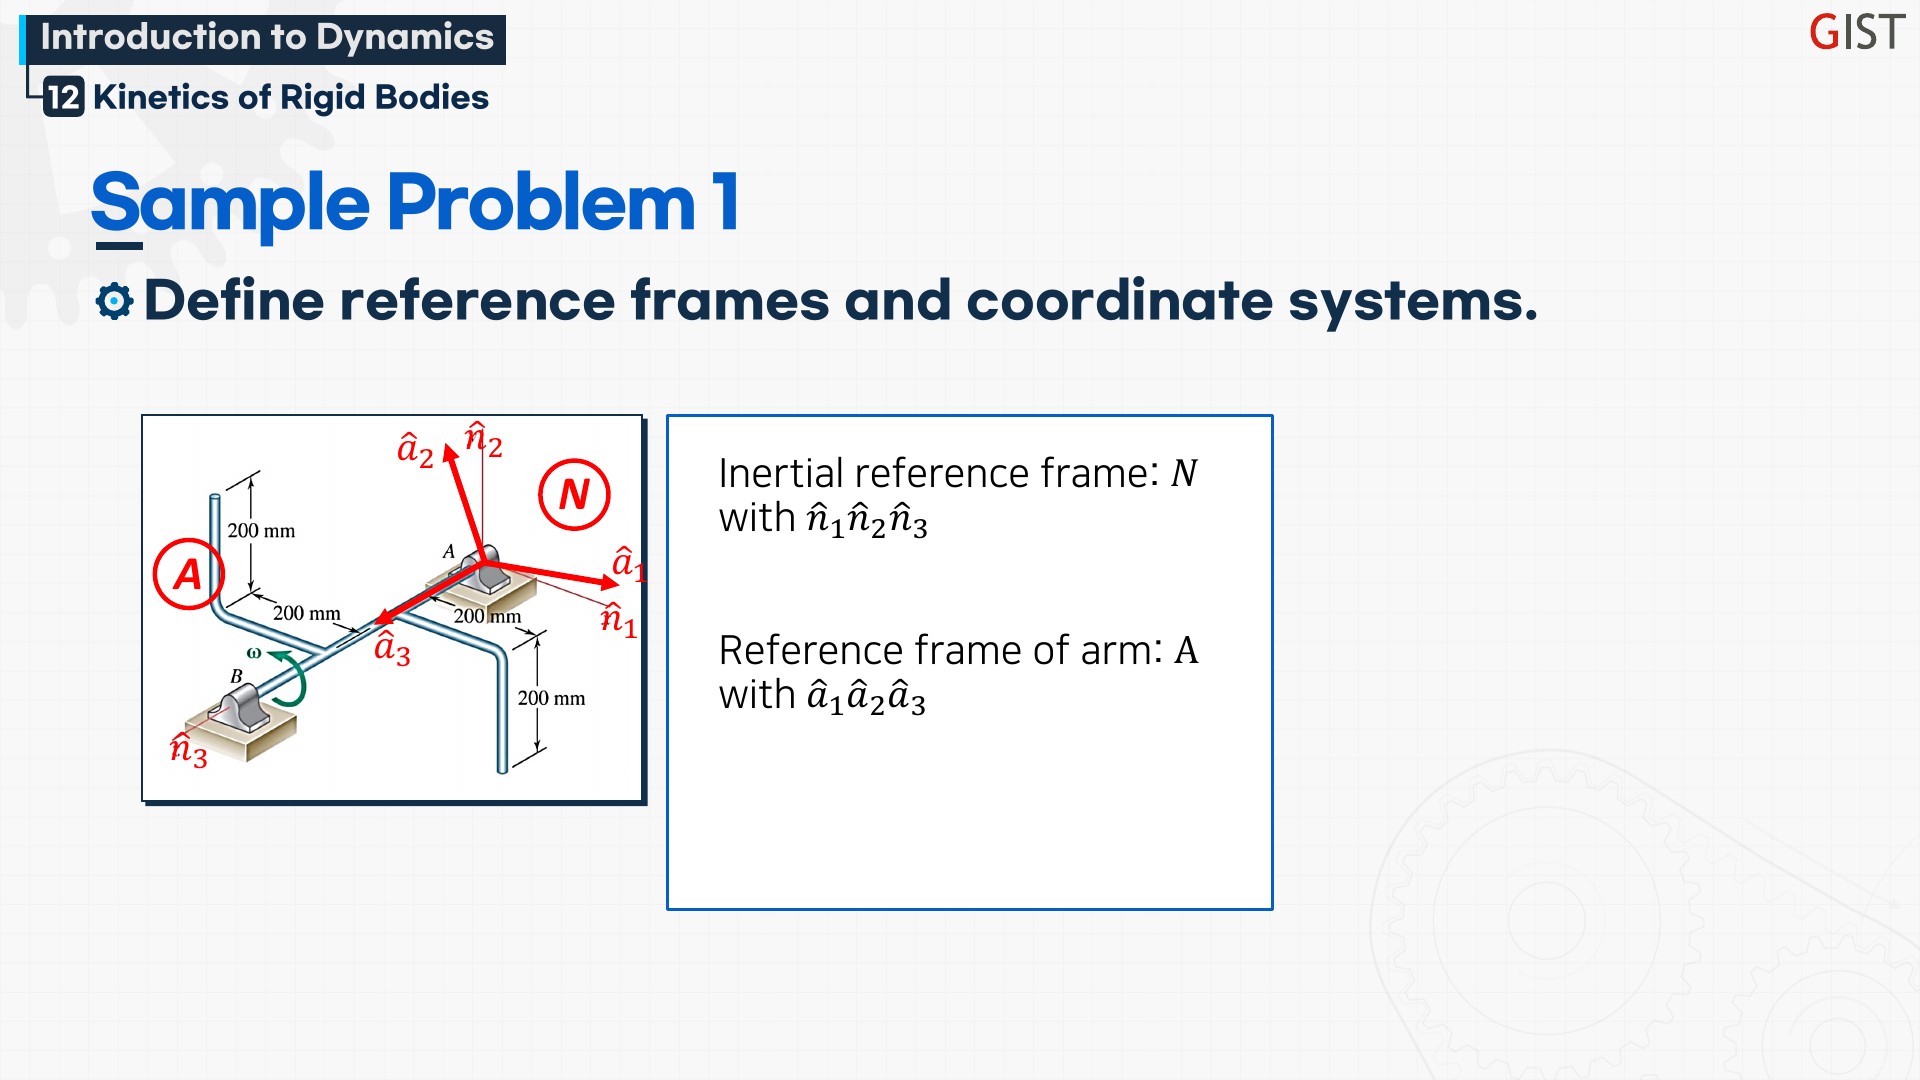 Introduction to Dynamics
GIST
12 Kinetics of Rigid Bodies
Sample Problem 1
Define reference frames and coordinate systems.
â₂
n̂₂
N
200 mm
A
â₁
A
200 mm
200 mm
n̂₁
â₃
ω
B
200 mm
n̂₃
Inertial reference frame: N
with n̂₁n̂₂n̂₃
Reference frame of arm: A
with â₁â₂â₃